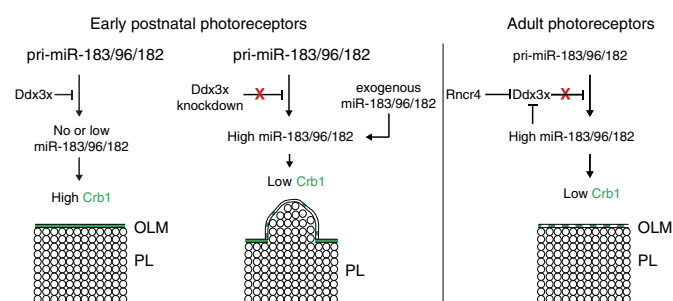 Early postnatal photoreceptors
pri-miR-183/96/182
Ddx3x
No or low
miR-183/96/182
High Crb1
OLM
PL
pri-miR-183/96/182
Ddx3x
knockdown
X
exogenous
miR-183/96/182
High miR-183/96/182
Low Crb1
PL
Adult photoreceptors
pri-miR-183/96/182
Rncr4
Ddx3x
X
High miR-183/96/182
Low Crb1
OLM
PL